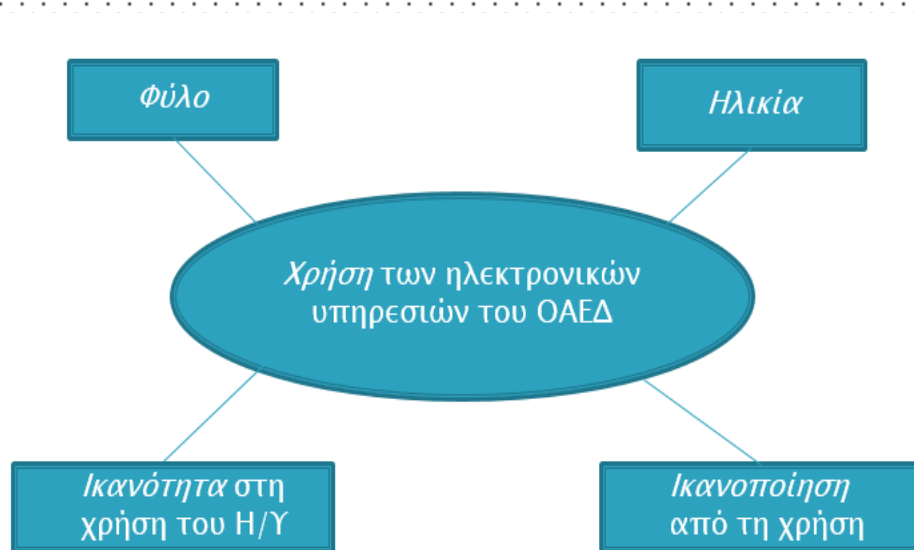 Φύλο
Ηλικία
Χρήση των ηλεκτρονικών
υπηρεσιών του ΟΑΕΔ
Ικανότητα στη
χρήση του Η/Υ
Ικανοποίηση
από τη χρήση